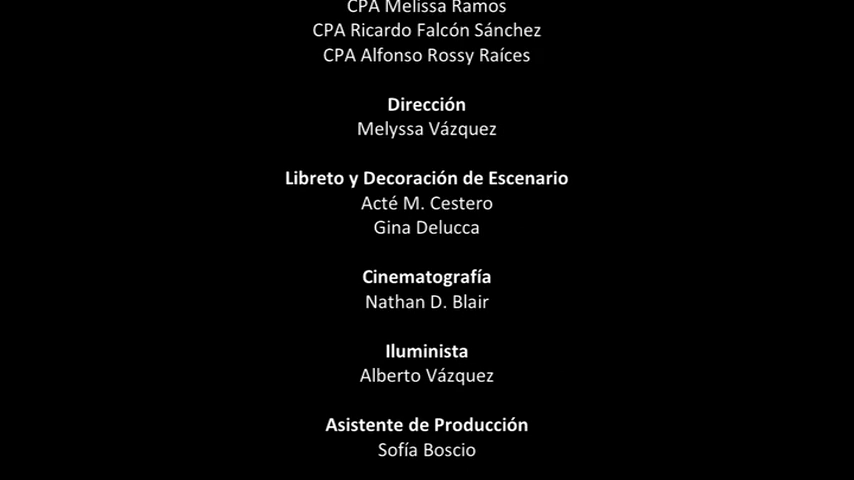 CPA Melissa Ramos
CPA Ricardo Falcón Sánchez
CPA Alfonso Rossy Raíces
Dirección
Melyssa Vázquez
Libreto y Decoración de Escenario
Acté M. Cestero
Gina Delucca
Cinematografía
Nathan D. Blair
Iluminista
Alberto Vázquez
Asistente de Producción
Sofía Boscio